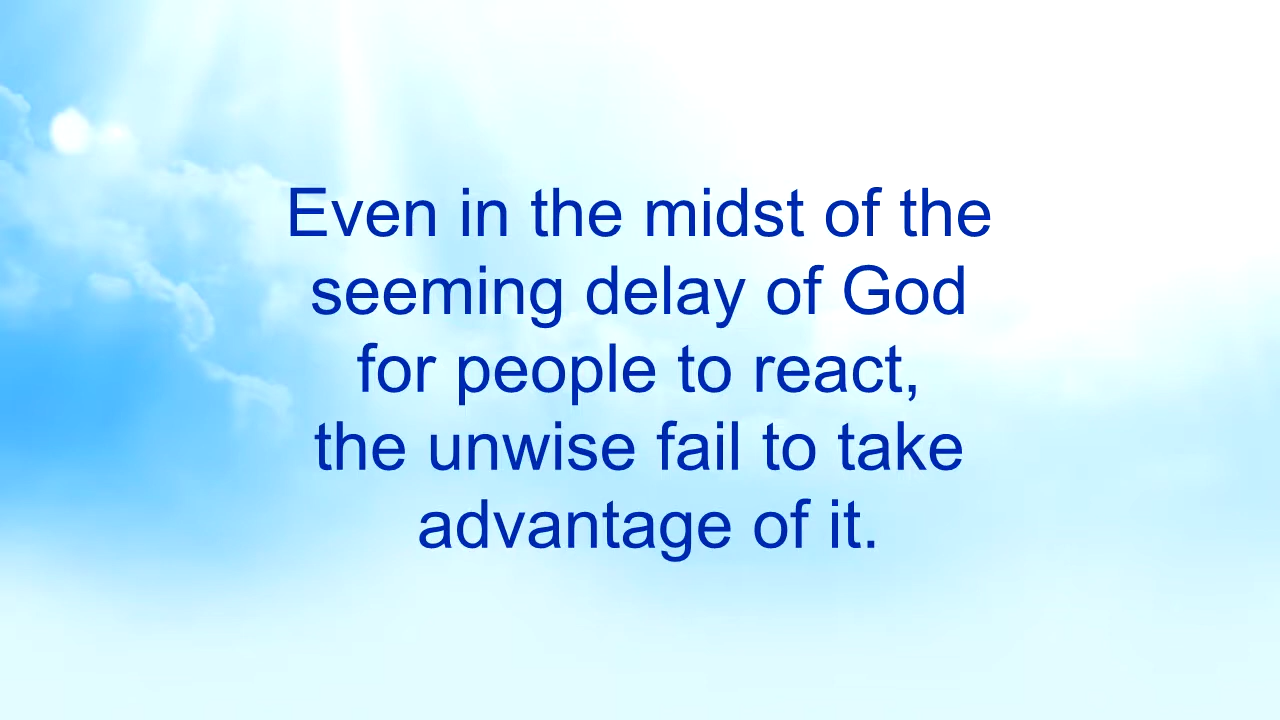 Even in the midst of the
seeming delay of God
for people to react,
the unwise fail to take
advantage of it.